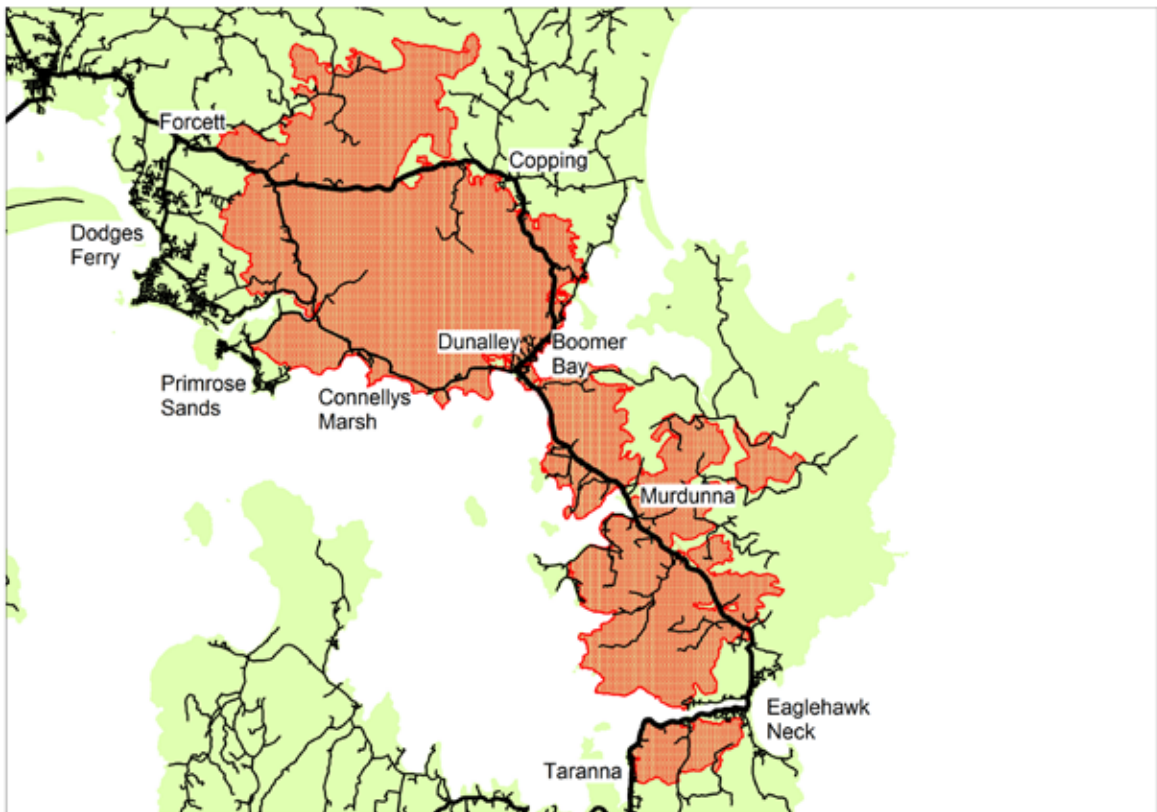 Forcett
Copping
Dodges
Ferry
Dunalley
Boomer
Bay
Primrose
Sands
Connellys
Marsh
Murdunna
Eaglehawk
Neck
Taranna